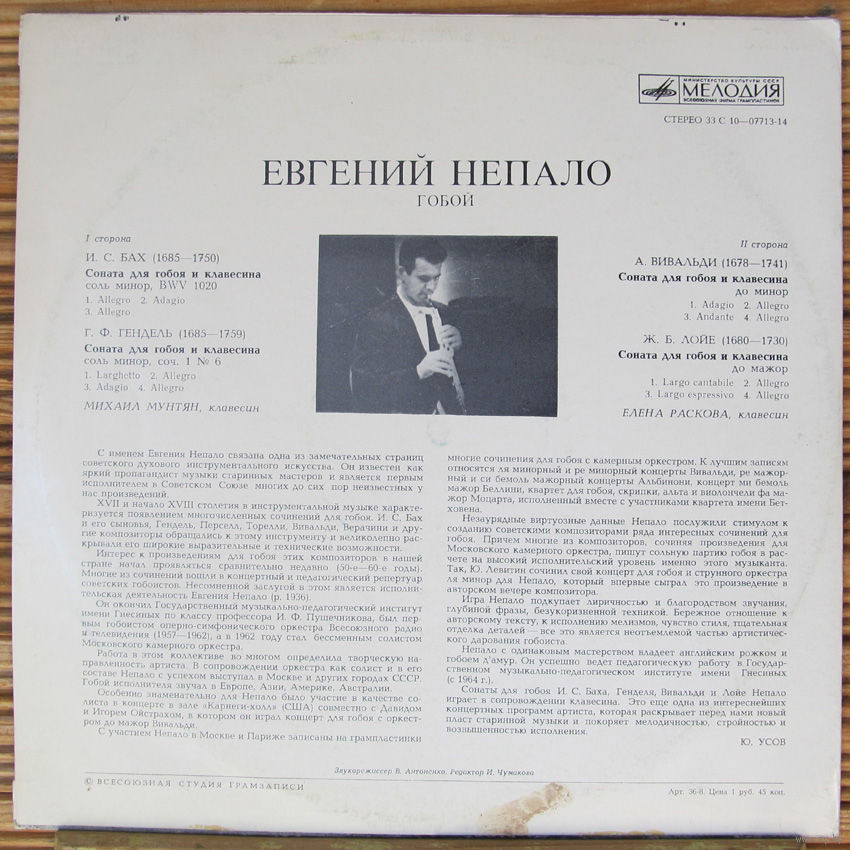 МИНИСТЕРСТВО КУЛЬТУРЫ СССР
МЕЛОДИЯ
ВСЕСОЮЗНАЯ ФИРМА ГРАМПЛАСТИНОК
СТЕРЕО 33 С 10—07713-14
ЕВГЕНИЙ НЕПАЛО
ГОБОЙ
I сторона
И. С. БАХ (1685—1750)
Соната для гобоя и клавесина
соль минор, BWV 1020
1. Allegro 2. Adagio
3. Allegro
Г. Ф. ГЕНДЕЛЬ (1685—1759)
Соната для гобоя и клавесина
соль минор, соч. 1 № 6
1. Larghetto 2. Allegro
3. Adagio 4. Allegro
МИХАИЛ МУНТЯН, клавесин
II сторона
А. ВИВАЛЬДИ (1678—1741)
Соната для гобоя и клавесина
до минор
1. Adagio 2. Allegro
3. Andante 4. Allegro
Ж. Б. ЛОЙЕ (1680—1730)
Соната для гобоя и клавесина
до мажор
1. Largo cantabile 2. Allegro
3. Largo espressivo 4. Allegro
ЕЛЕНА РАСКОВА, клавесин
С именем Евгения Непало связана одна из замечательных страниц
советского духового инструментального искусства. Он известен как
яркий пропагандист музыки старинных мастеров и является первым
исполнителем в Советском Союзе многих до сих пор неизвестных у
нас произведений.
XVII и начало XVIII столетия в инструментальной музыке характе-
ризуется появлением многочисленных сочинений для гобоя. И. С. Бах
и его сыновья, Гендель, Перселл, Торелли, Вивальди, Верачини и дру-
гие композиторы обращались к этому инструменту и великолепно рас-
крывали его широкие выразительные и технические возможности.
Интерес к произведениям для гобоя этих композиторов в нашей
стране начал проявляться сравнительно недавно (50-е—60-е годы).
Многие из сочинений вошли в концертный и педагогический репертуар
советских гобоистов. Несомненной заслугой в этом является исполни-
тельская деятельность Евгения Непало (р. 1936).
Он окончил Государственный музыкально-педагогический институт
имени Гнесиных по классу профессора И. Ф. Пушечникова, был пер-
вым гобоистом оперно-симфонического оркестра Всесоюзного радио
и телевидения (1957—1962), а в 1962 году стал бессменным солистом
Московского камерного оркестра.
Работа в этом коллективе во многом определила творческую на-
правленность артиста. В сопровождении оркестра как солист и в его
составе Непало с успехом выступал в Москве и других городах СССР.
Гобой исполнителя звучал в Европе, Азии, Америке, Австралии.
Особенно знаменательно для Непало было участие в качестве со-
листа в концерте в зале «Карнеги-холл» (США) совместно с Давидом
и Игорем Ойстрахом, в котором он играл концерт для гобоя с оркест-
ром до мажор Вивальди.
С участием Непало в Москве и Париже записаны на грампластинки
многие сочинения для гобоя с камерным оркестром. К лучшим записям
относятся ля минорный и ре минорный концерты Вивальди, ре мажор-
ный и си бемоль мажорный концерты Альбинони, концерт ми бемоль
мажор Беллини, квартет для гобоя, скрипки, альта и виолончели фа ма-
жор Моцарта, исполненный вместе с участниками квартета имени Бет-
ховена.
Незаурядные виртуозные данные Непало послужили стимулом к
созданию советскими композиторами ряда интересных сочинений для
гобоя. Причем многие из композиторов, сочиняя произведения для
Московского камерного оркестра, пишут сольную партию гобоя в рас-
чете на высокий исполнительский уровень именно этого музыканта.
Так, Ю. Левитин сочинил свой концерт для гобоя и струнного оркестра
ля минор для Непало, который впервые сыграл это произведение в
авторском вечере композитора.
Игра Непало подкупает лиричностью и благородством звучания,
глубиной фразы, безукоризненной техникой. Бережное отношение к
авторскому тексту, к исполнению мелизмов, чувство стиля, тщательная
отделка деталей — все это является неотъемлемой частью артистичес-
кого дарования гобоиста.
Непало с одинаковым мастерством владеет английским рожком и
гобоем д'амур. Он успешно ведет педагогическую работу в Государ-
ственном музыкально-педагогическом институте имени Гнесиных
(с 1964 г.).
Сонаты для гобоя И. С. Баха, Генделя, Вивальди и Лойе Непало
играет в сопровождении клавесина. Это еще одна из интереснейших
концертных программ артиста, которая раскрывает перед нами новый
пласт старинной музыки и покоряет мелодичностью, стройностью и
возвышенностью исполнения.
Ю. УСОВ
Звукорежиссер В. Антоненко. Редактор И. Чумакова
© ВСЕСОЮЗНАЯ СТУДИЯ ГРАМЗАПИСИ
Арт. 36-8. Цена 1 руб. 45 коп.